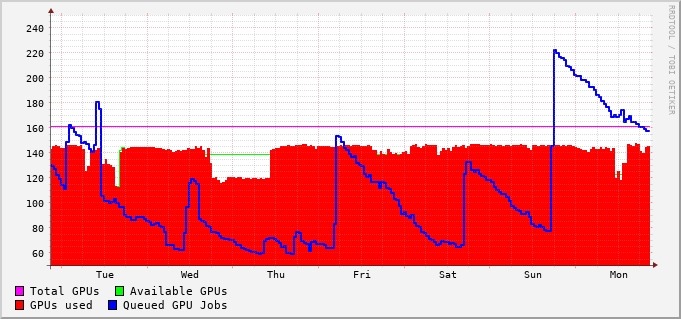 240
220
200
180
160
140
120
100
80
60
Tue Wed Thu Fri Sat Sun Mon
Total GPUs Available GPUs
GPUs used Queued GPU Jobs
RRDTOOL / TOBI OETIKER